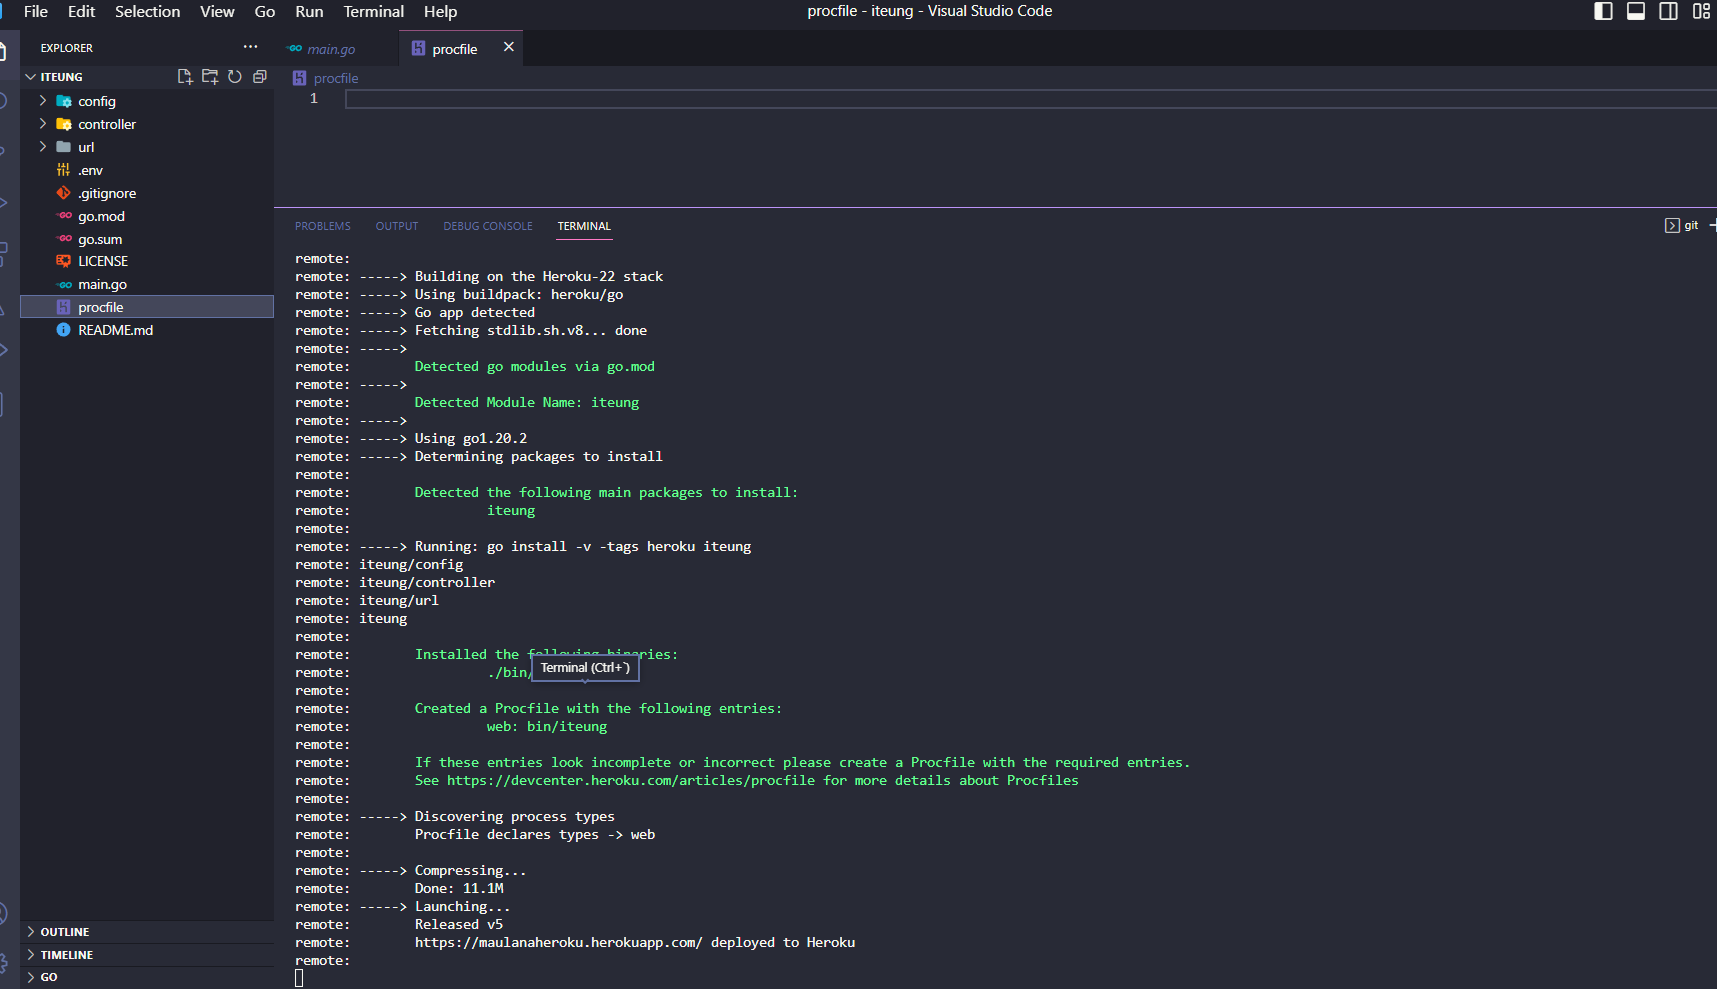 File Edit Selection View Go Run Terminal Help
procfile - iteung - Visual Studio Code
EXPLORER
ITEUNG
config
controller
url
.env
.gitignore
go.mod
go.sum
LICENSE
main.go
procfile
README.md
OUTLINE
TIMELINE
GO
main.go
procfile
procfile
1
PROBLEMS OUTPUT DEBUG CONSOLE TERMINAL
git
remote:
remote: -----> Building on the Heroku-22 stack
remote: -----> Using buildpack: heroku/go
remote: -----> Go app detected
remote: -----> Fetching stdlib.sh.v8... done
remote: ----->
remote: Detected go modules via go.mod
remote: ----->
remote: Detected Module Name: iteung
remote: ----->
remote: -----> Using go1.20.2
remote: -----> Determining packages to install
remote:
remote: Detected the following main packages to install:
remote: iteung
remote:
remote: -----> Running: go install -v -tags heroku iteung
remote: iteung/config
remote: iteung/controller
remote: iteung/url
remote: iteung
remote:
remote: Installed the following binaries:
remote: ./bin/
Terminal (Ctrl+`)
remote:
remote: Created a Procfile with the following entries:
remote: web: bin/iteung
remote:
remote: If these entries look incomplete or incorrect please create a Procfile with the required entries.
remote: See https://devcenter.heroku.com/articles/procfile for more details about Procfiles
remote:
remote: -----> Discovering process types
remote: Procfile declares types -> web
remote:
remote: -----> Compressing...
remote: Done: 11.1M
remote: -----> Launching...
remote: Released v5
remote: https://maulanaheroku.herokuapp.com/ deployed to Heroku
remote: